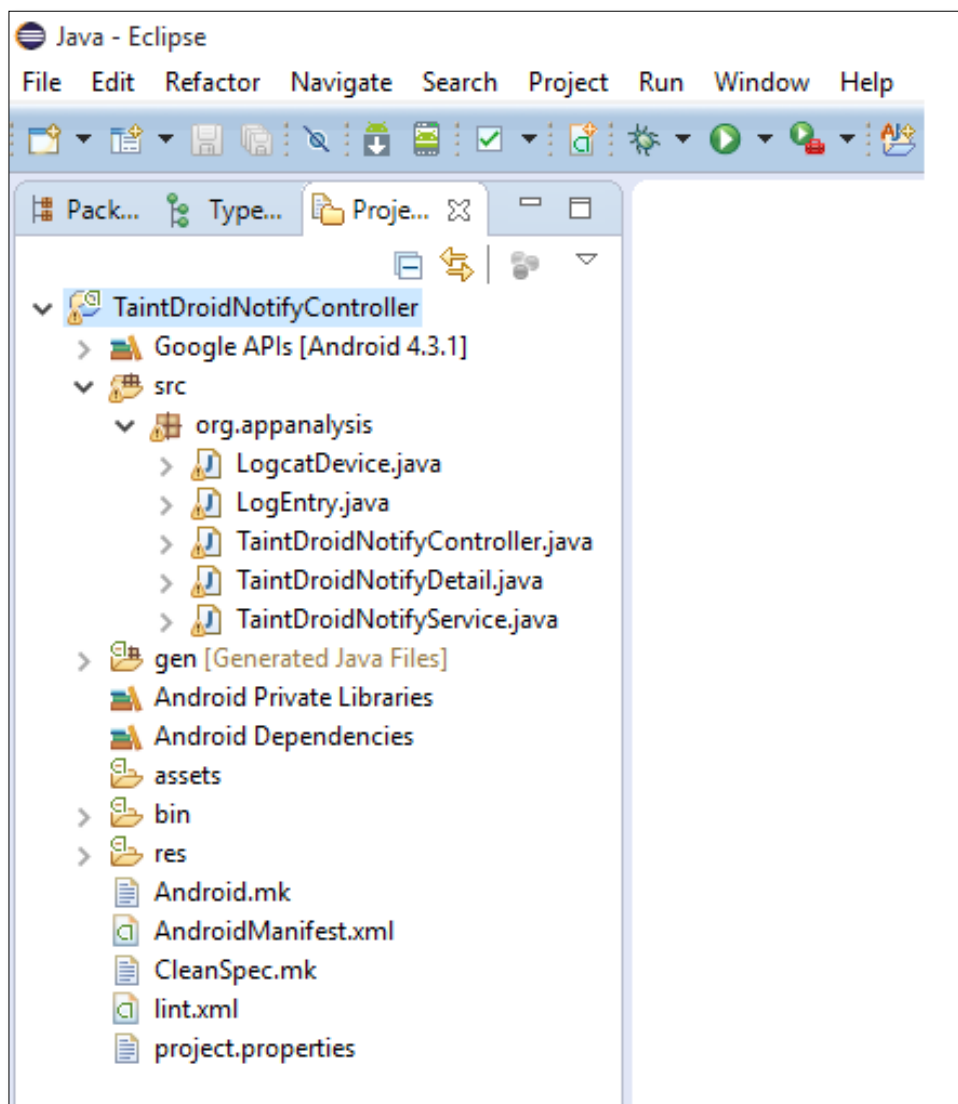 Java - Eclipse
File Edit Refactor Navigate Search Project Run Window Help
Pack... Type... Proje...
TaintDroidNotifyController
Google APIs [Android 4.3.1]
src
org.appanalysis
LogcatDevice.java
LogEntry.java
TaintDroidNotifyController.java
TaintDroidNotifyDetail.java
TaintDroidNotifyService.java
gen [Generated Java Files]
Android Private Libraries
Android Dependencies
assets
bin
res
Android.mk
AndroidManifest.xml
CleanSpec.mk
lint.xml
project.properties